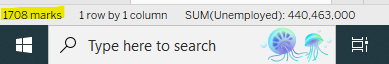 1708 marks 1 row by 1 column SUM(Unemployed): 440,463,000
Type here to search